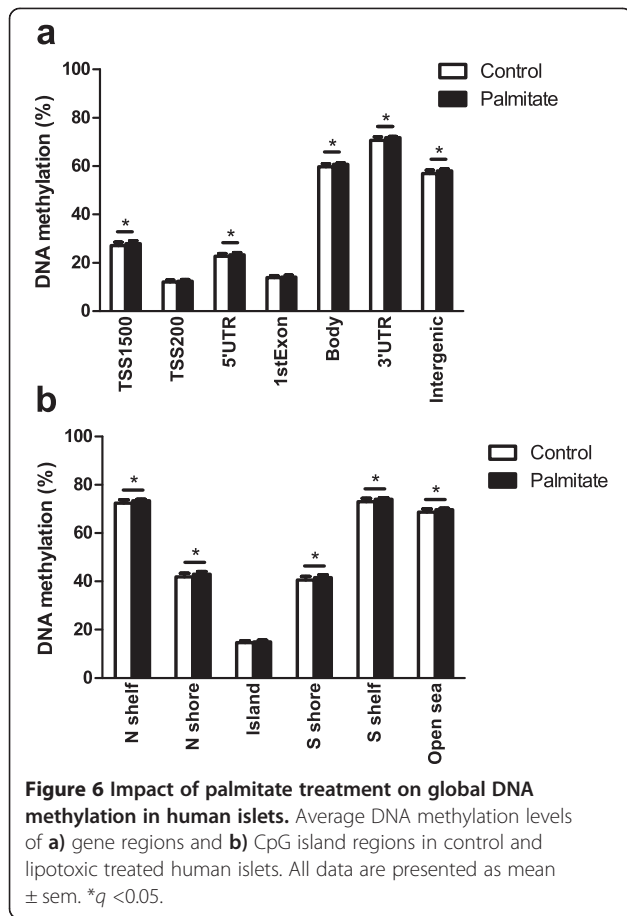 a
100
80
60
40
20
0
DNA methylation (%)
Control
Palmitate
*
*
*
*
*
TSS1500
TSS200
5'UTR
1stExon
Body
3'UTR
Intergenic
b
100
80
60
40
20
0
DNA methylation (%)
Control
Palmitate
*
*
*
*
*
N shelf
N shore
Island
S shore
S shelf
Open sea
Figure 6 Impact of palmitate treatment on global DNA
methylation in human islets. Average DNA methylation levels
of a) gene regions and b) CpG island regions in control and
lipotoxic treated human islets. All data are presented as mean
± sem. *q <0.05.